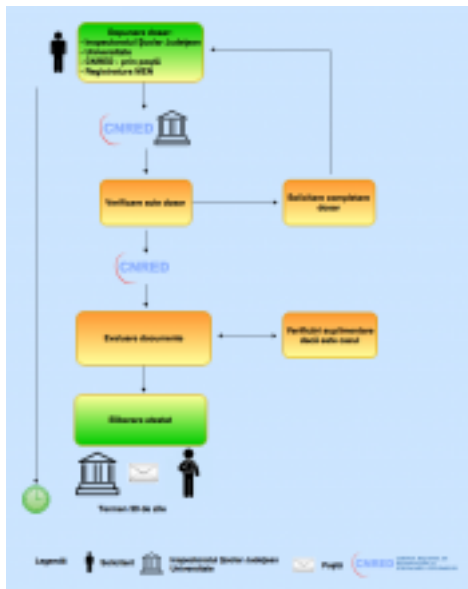 Depunere dosar:
- Inspectoratul Școlar Județean
- Universitate
- CNRED - prin poștă
- Registratura MEN
CNRED
Verificare dosar
Solicitare completare
dosar
CNRED
Evaluare documente
Verificări suplimentare
dacă este cazul
Eliberare atestat
Termen 30 de zile
Legendă
Solicitant
Inspectoratul Școlar Județean
Universitate
Poștă
CNRED